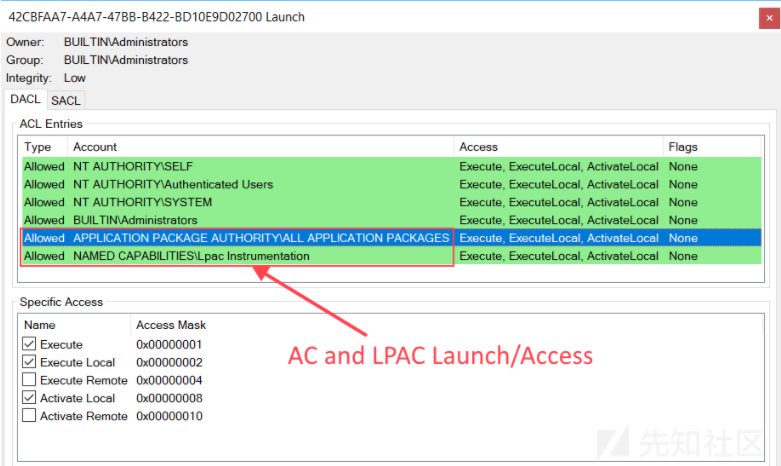 42CBFAA7-A4A7-47BB-B422-BD10E9D02700 Launch
Owner: BUILTIN\Administrators
Group: BUILTIN\Administrators
Integrity: Low
DACL SACL
ACL Entries
Type Account Access Flags
Allowed NT AUTHORITY\SELF Execute, ExecuteLocal, ActivateLocal None
Allowed NT AUTHORITY\Authenticated Users Execute, ExecuteLocal, ActivateLocal None
Allowed NT AUTHORITY\SYSTEM Execute, ExecuteLocal, ActivateLocal None
Allowed BUILTIN\Administrators Execute, ExecuteLocal, ActivateLocal None
Allowed APPLICATION PACKAGE AUTHORITY\ALL APPLICATION PACKAGES Execute, ExecuteLocal, ActivateLocal None
Allowed NAMED CAPABILITIES\Lpac Instrumentation Execute, ExecuteLocal, ActivateLocal None
Specific Access
Name Access Mask
Execute 0x00000001
Execute Local 0x00000002
Execute Remote 0x00000004
Activate Local 0x00000008
Activate Remote 0x00000010
AC and LPAC Launch/Access
先知社区